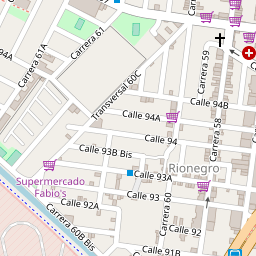 Carrera 61A
Carrera 61
Transversal 60C
94A
Carrera 59
Calle 94B
Calle 94A
Carrera 58
Calle 94
Calle 93B Bis
Rionegro
Calle 93A
Supermercado
Fabio's
Calle 93
Calle 92A
Carrera 60
Carrera 60B Bis
Calle 92
Calle 91B